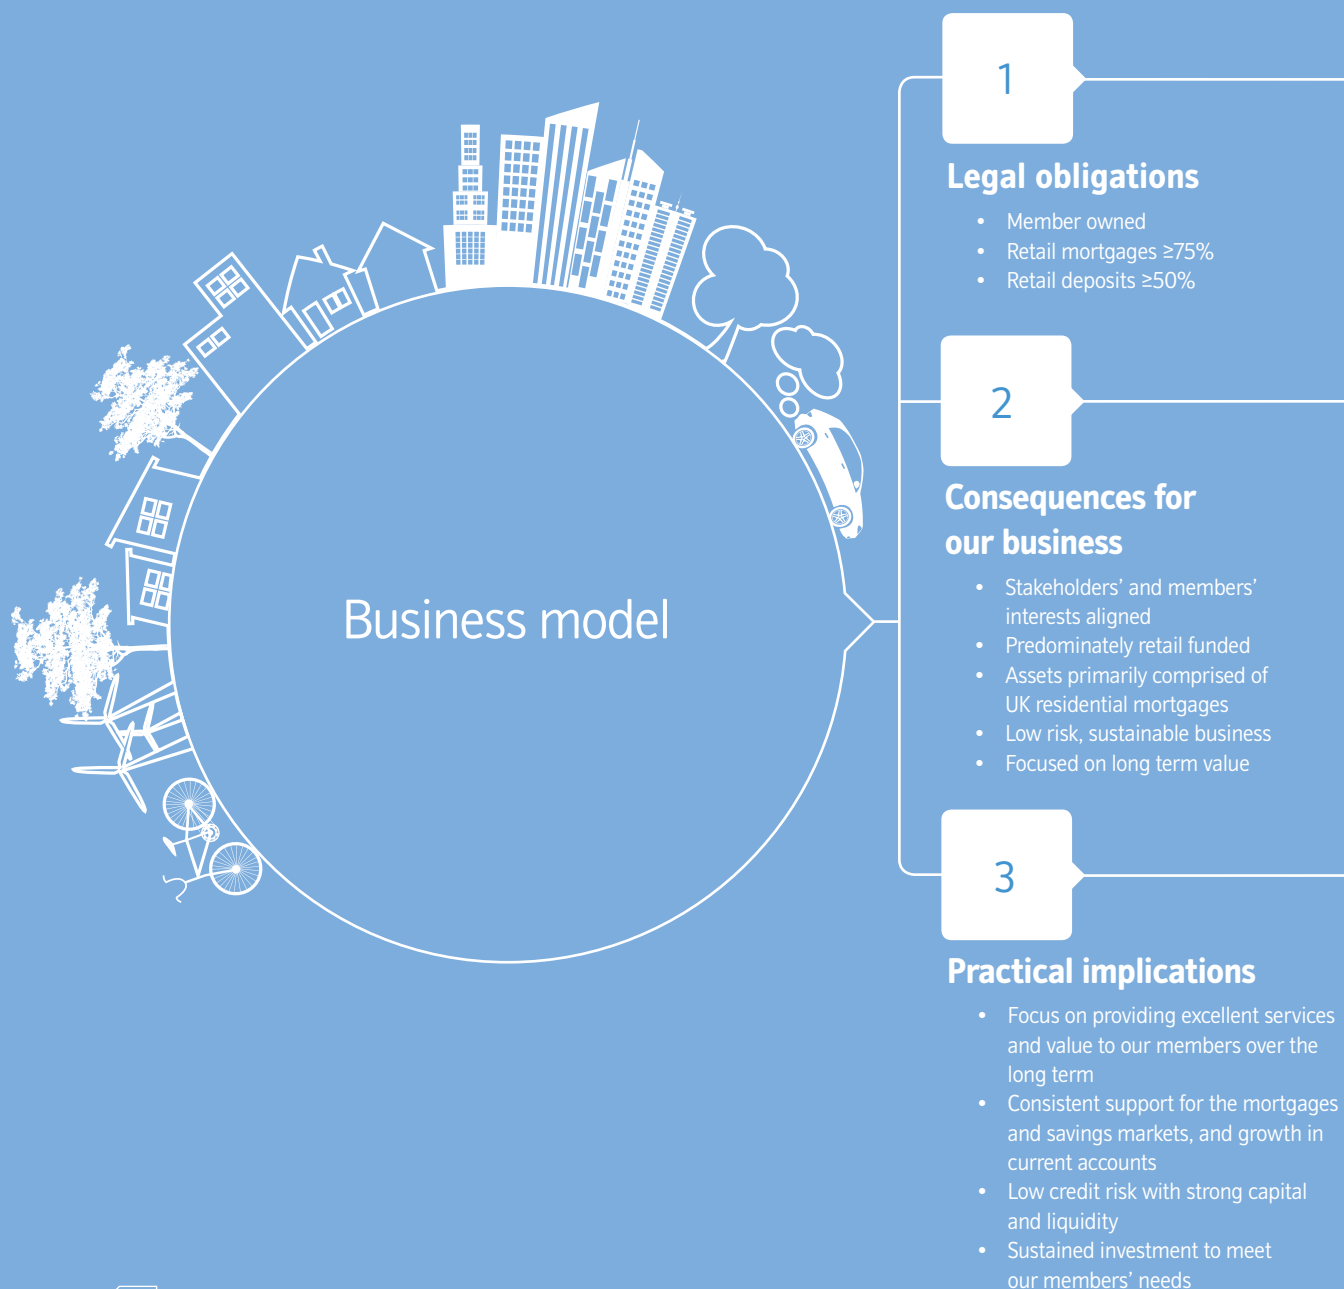 Business model
1
Legal obligations
• Member owned
• Retail mortgages ≥75%
• Retail deposits ≥50%
2
Consequences for
our business
• Stakeholders’ and members’
interests aligned
• Predominately retail funded
• Assets primarily comprised of
UK residential mortgages
• Low risk, sustainable business
• Focused on long term value
3
Practical implications
• Focus on providing excellent services
and value to our members over the
long term
• Consistent support for the mortgages
and savings markets, and growth in
current accounts
• Low credit risk with strong capital
and liquidity
• Sustained investment to meet
our members’ needs